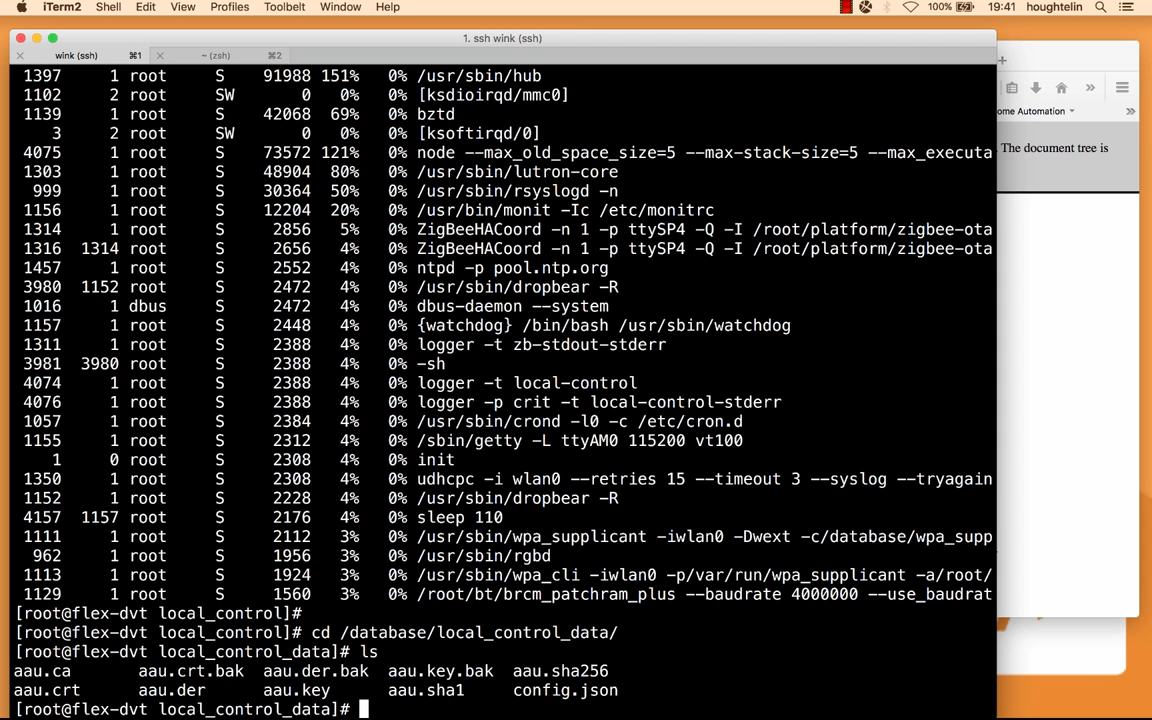 iTerm2 Shell Edit View Profiles Toolbelt Window Help 100% 19:41 houghtelin
1. ssh wink (ssh)
wink (ssh) ⌘1 ~ (zsh) ⌘2
1397 1 root S 91988 151% 0% /usr/sbin/hub
1102 2 root SW 0 0% 0% [ksdioirqd/mmc0]
1139 1 root S 42068 69% 0% bztd
3 2 root SW 0 0% 0% [ksoftirqd/0]
4075 1 root S 73572 121% 0% node --max_old_space_size=5 --max-stack-size=5 --max_executa
1303 1 root S 48904 80% 0% /usr/sbin/lutron-core
999 1 root S 30364 50% 0% /usr/sbin/rsyslogd -n
1156 1 root S 12204 20% 0% /usr/bin/monit -Ic /etc/monitrc
1314 1 root S 2856 5% 0% ZigBeeHACoord -n 1 -p ttySP4 -Q -I /root/platform/zigbee-ota
1316 1314 root S 2656 4% 0% ZigBeeHACoord -n 1 -p ttySP4 -Q -I /root/platform/zigbee-ota
1457 1 root S 2552 4% 0% ntpd -p pool.ntp.org
3980 1152 root S 2472 4% 0% /usr/sbin/dropbear -R
1016 1 dbus S 2472 4% 0% dbus-daemon --system
1157 1 root S 2448 4% 0% {watchdog} /bin/bash /usr/sbin/watchdog
1311 1 root S 2388 4% 0% logger -t zb-stdout-stderr
3981 3980 root S 2388 4% 0% -sh
4074 1 root S 2388 4% 0% logger -t local-control
4076 1 root S 2388 4% 0% logger -p crit -t local-control-stderr
1057 1 root S 2384 4% 0% /usr/sbin/crond -l0 -c /etc/cron.d
1155 1 root S 2312 4% 0% /sbin/getty -L ttyAM0 115200 vt100
1 0 root S 2308 4% 0% init
1350 1 root S 2308 4% 0% udhcpc -i wlan0 --retries 15 --timeout 3 --syslog --tryagain
1152 1 root S 2228 4% 0% /usr/sbin/dropbear -R
4157 1157 root S 2176 4% 0% sleep 110
1111 1 root S 2112 3% 0% /usr/sbin/wpa_supplicant -iwlan0 -Dwext -c/database/wpa_supp
962 1 root S 1956 3% 0% /usr/sbin/rgbd
1113 1 root S 1924 3% 0% /usr/sbin/wpa_cli -iwlan0 -p/var/run/wpa_supplicant -a/root/
1129 1 root S 1560 3% 0% /root/bt/brcm_patchram_plus --baudrate 4000000 --use_baudrat
[root@flex-dvt local_control]#
[root@flex-dvt local_control]# cd /database/local_control_data/
[root@flex-dvt local_control_data]# ls
aau.ca aau.crt.bak aau.der.bak aau.key.bak aau.sha256
aau.crt aau.der aau.key aau.sha1 config.json
[root@flex-dvt local_control_data]#
ome Automation
The document tree is